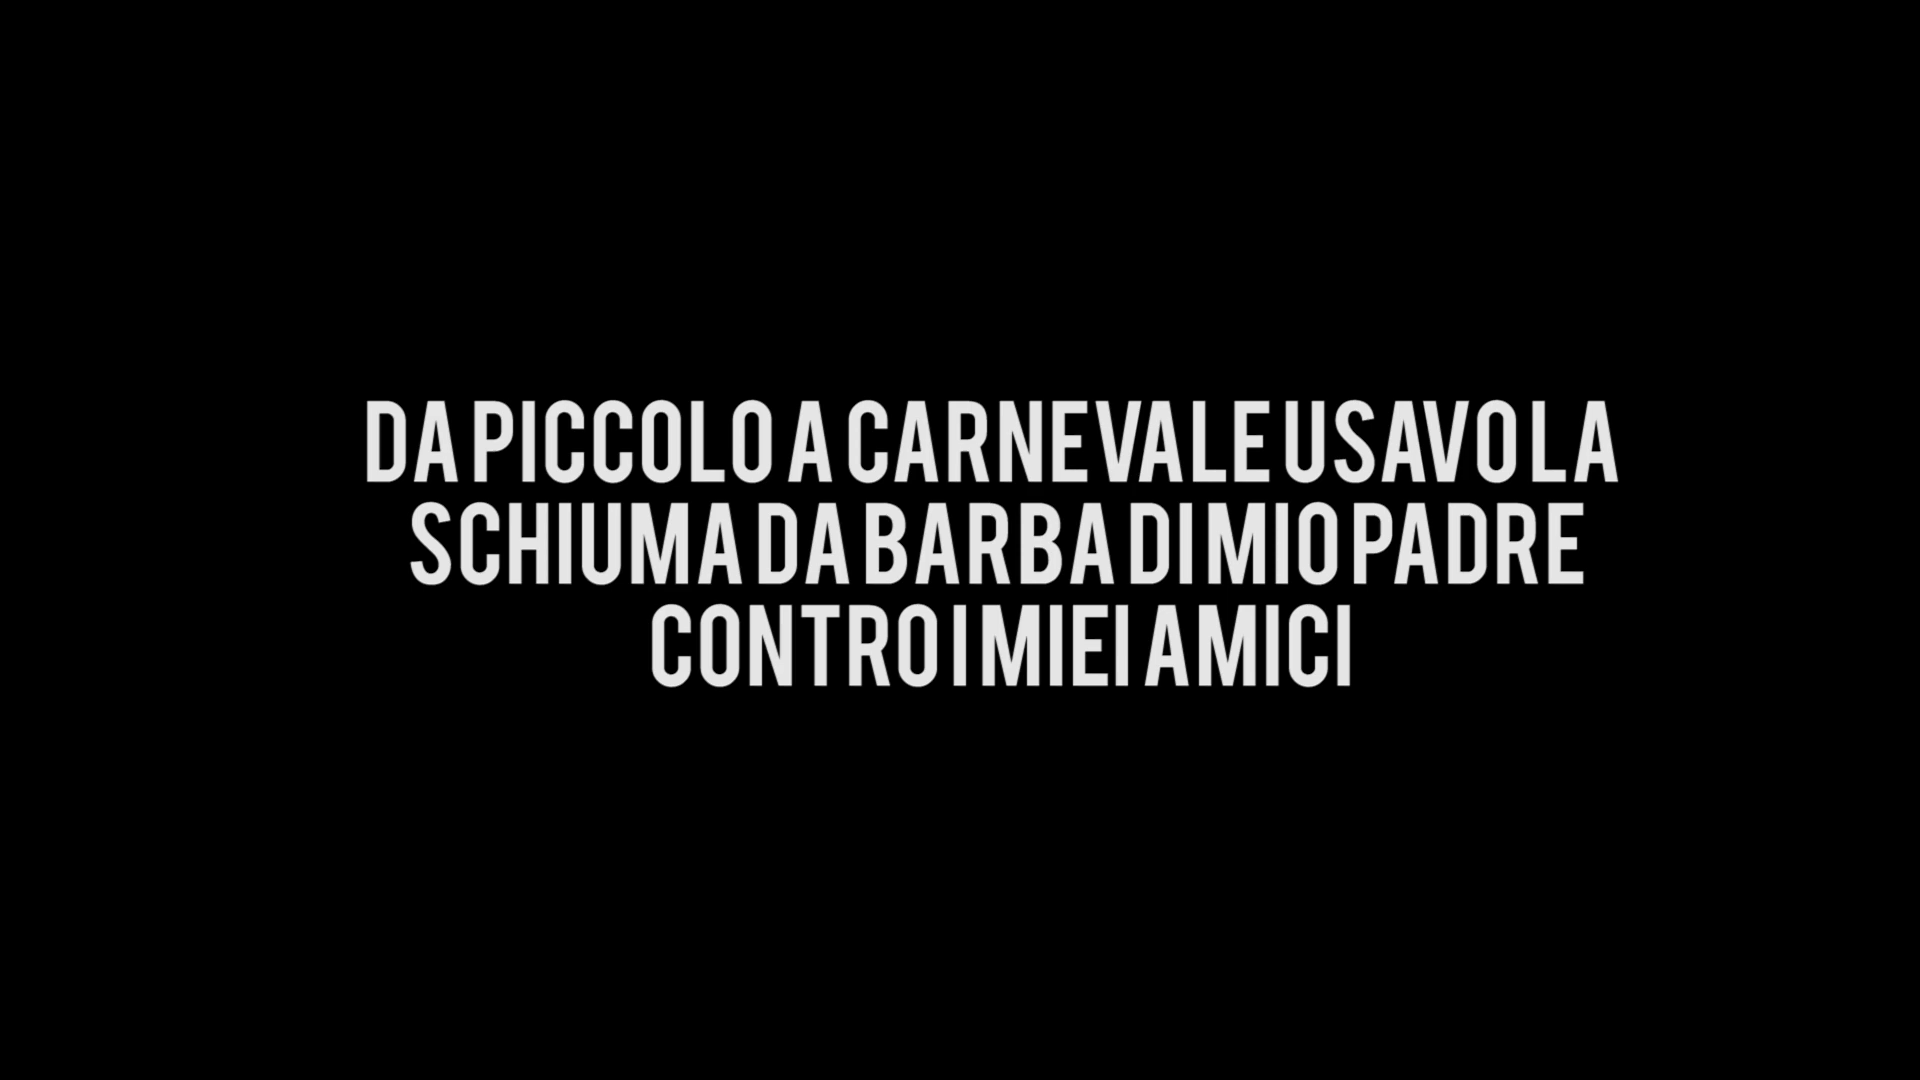 DA PICCOLO A CARNEVALE USAVO LA
SCHIUMA DA BARBA DI MIO PADRE
CONTRO I MIEI AMICI